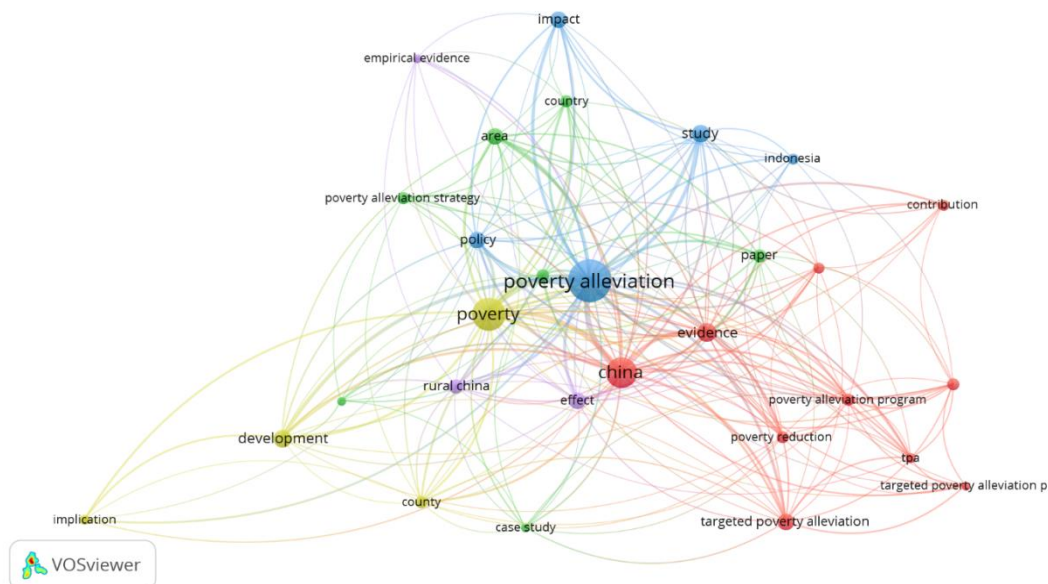 impact
empirical evidence
country
area
study
indonesia
poverty alleviation strategy
contribution
policy
paper
poverty alleviation
poverty
evidence
china
rural china
effect
poverty alleviation program
development
poverty reduction
tpa
targeted poverty alleviation p
county
implication
case study
targeted poverty alleviation
VOSviewer